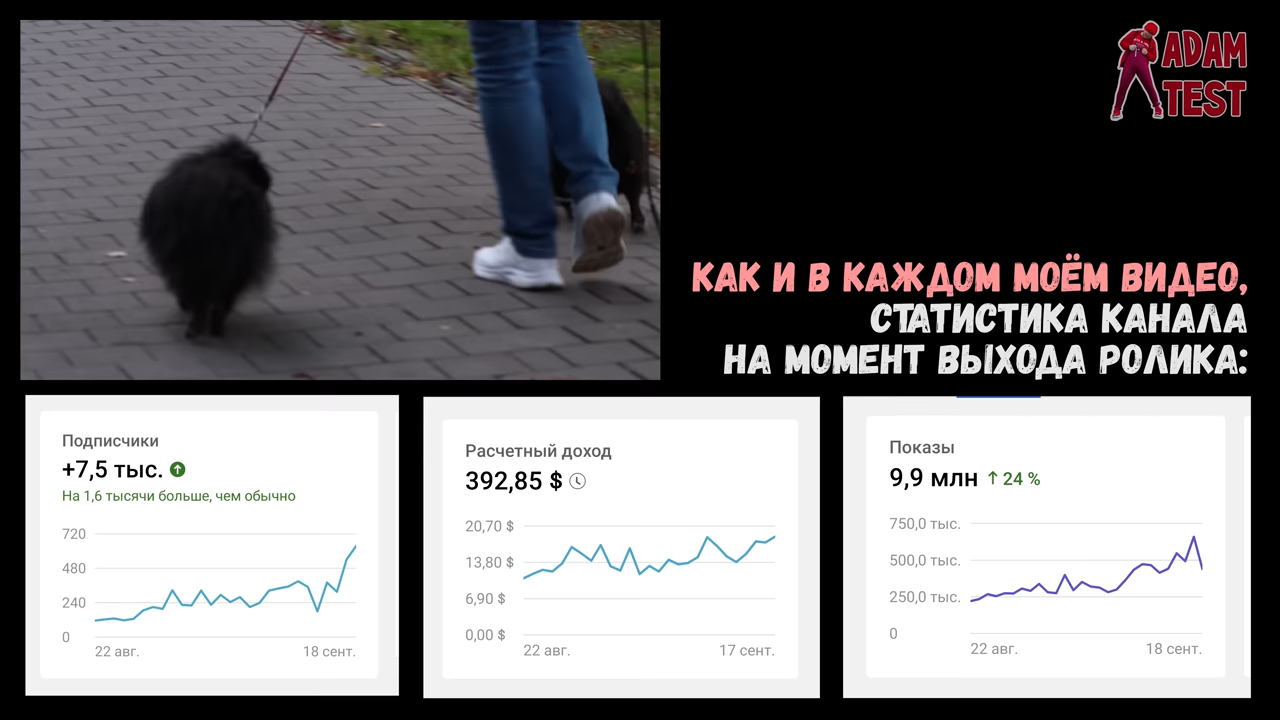 ADAM
TEST
КАК И В КАЖДОМ МОЁМ ВИДЕО,
СТАТИСТИКА КАНАЛА
НА МОМЕНТ ВЫХОДА РОЛИКА:
Подписчики
+7,5 тыс.
На 1,6 тысячи больше, чем обычно
720
480
240
0
22 авг. 18 сент.
Расчетный доход
392,85 $
20,70 $
13,80 $
6,90 $
0,00 $
22 авг. 17 сент.
Показы
9,9 млн ↑ 24 %
750,0 тыс.
500,0 тыс.
250,0 тыс.
0
22 авг. 18 сент.